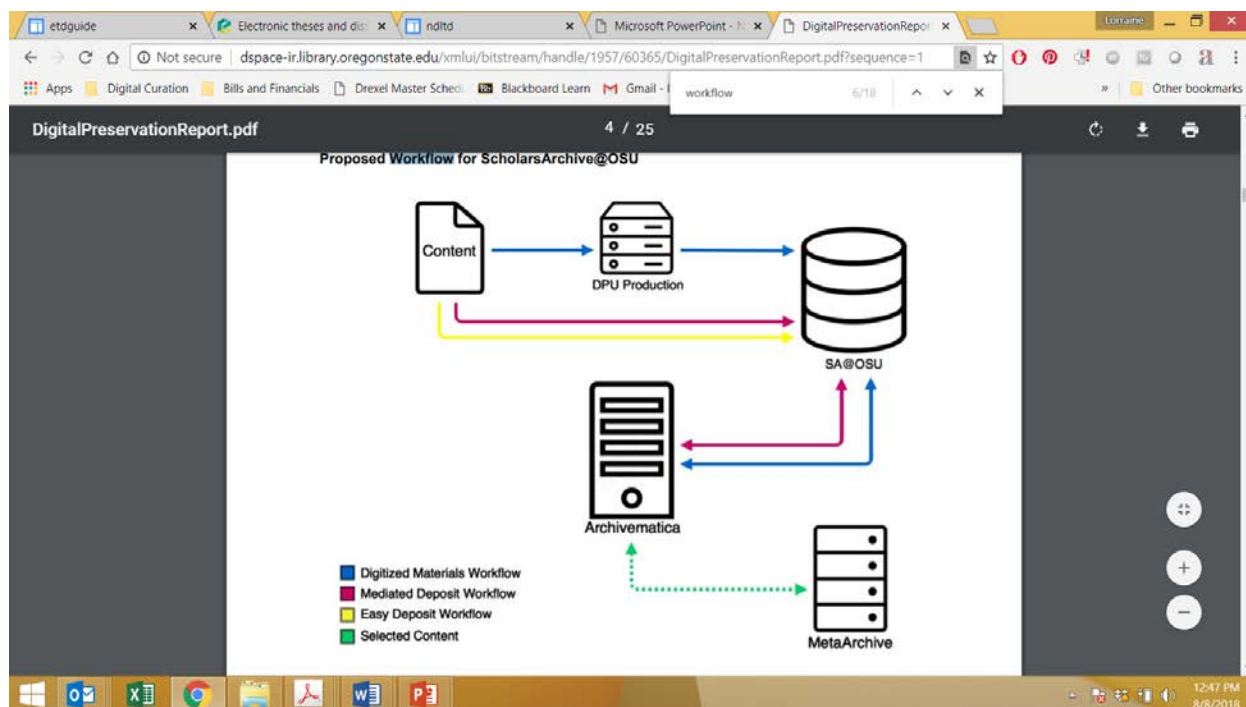 etdguide
Electronic theses and dis
ndltd
Microsoft PowerPoint - N
DigitalPreservationRepor
Lorraine
Not secure | dspace-ir.library.oregonstate.edu/xmlui/bitstream/handle/1957/60365/DigitalPreservationReport.pdf?sequence=1
Apps Digital Curation Bills and Financials Drexel Master Sched Blackboard Learn Gmail - I » Other bookmarks
workflow 6/18
DigitalPreservationReport.pdf 4 / 25
Proposed Workflow for ScholarsArchive@OSU
Content
DPU Production
SA@OSU
Archivematica
Digitized Materials Workflow
Mediated Deposit Workflow
Easy Deposit Workflow
Selected Content
MetaArchive
12:47 PM
8/8/2018